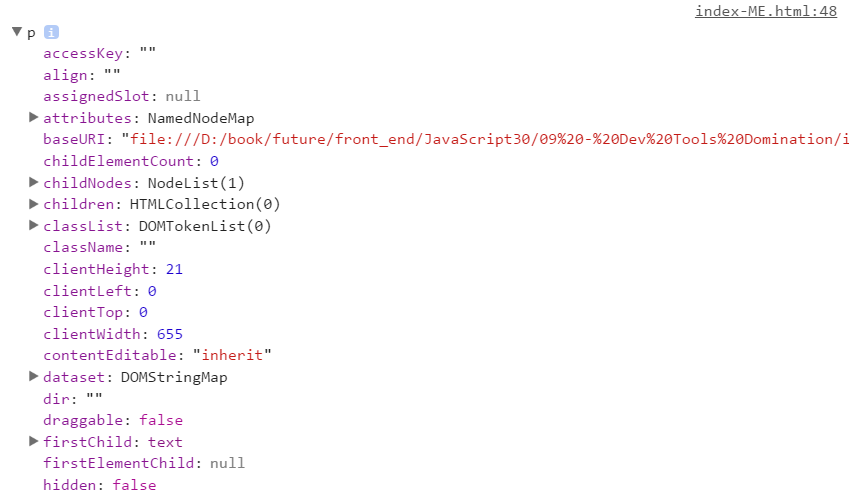 index-ME.html:48
▼ p i
accessKey: ""
align: ""
assignedSlot: null
▶ attributes: NamedNodeMap
baseURI: "file:///D:/book/future/front_end/JavaScript30/09%20-%20Dev%20Tools%20Domination/i
childElementCount: 0
▶ childNodes: NodeList(1)
▶ children: HTMLCollection(0)
▶ classList: DOMTokenList(0)
className: ""
clientHeight: 21
clientLeft: 0
clientTop: 0
clientWidth: 655
contentEditable: "inherit"
▶ dataset: DOMStringMap
dir: ""
draggable: false
▶ firstChild: text
firstElementChild: null
hidden: false